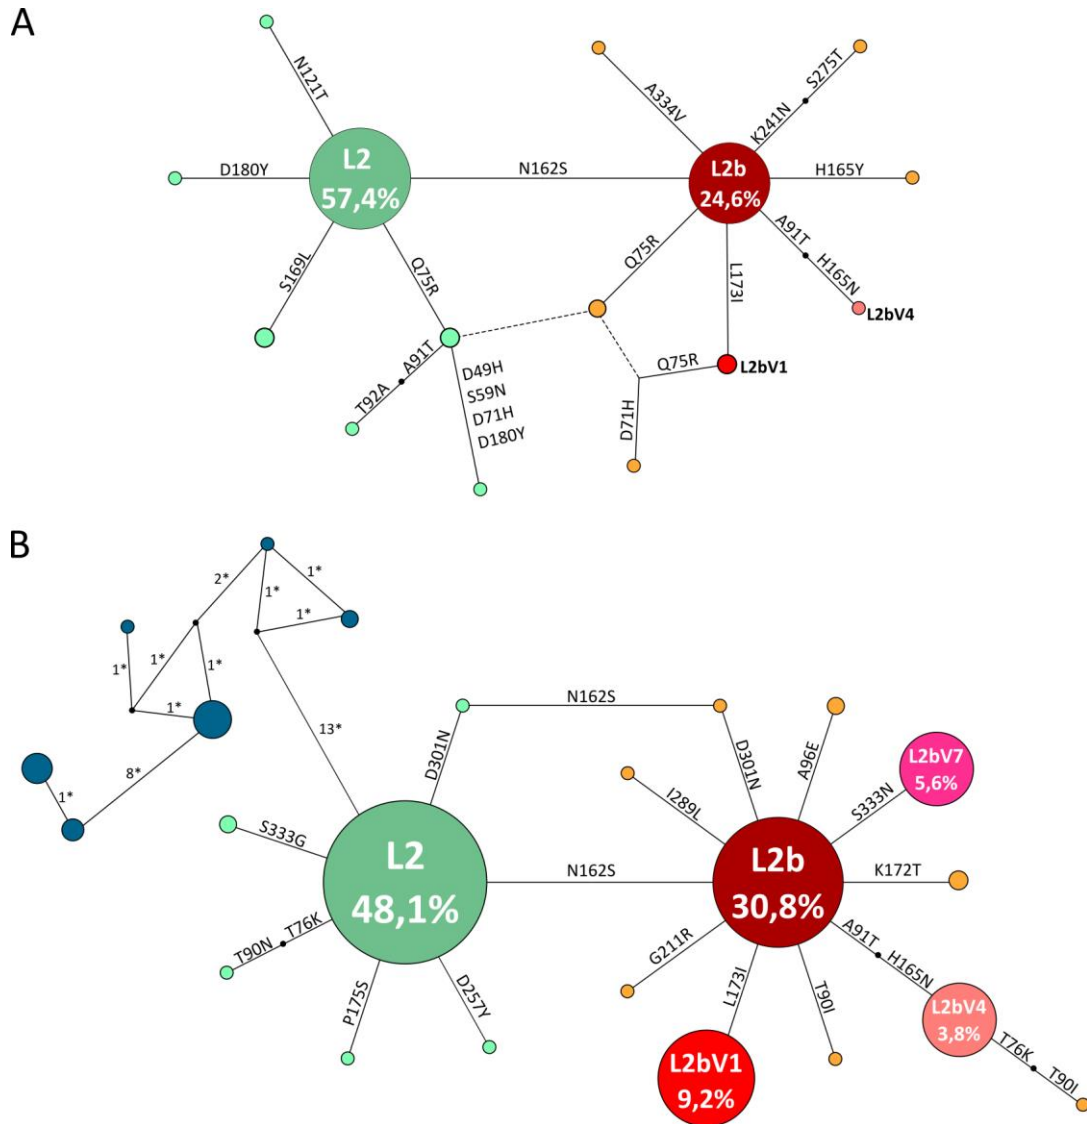 A
N121T
D180Y
L2
57,4%
S169L
Q75R
N162S
A334V
K241N
S275T
L2b
24,6%
H165Y
A91T
H165N
L2bV4
Q75R
L173I
L2bV1
Q75R
D71H
T92A
A91T
D49H
S59N
D71H
D180Y
B
2*
1*
1*
1*
1*
1*
1*
1*
8*
1*
13*
D301N
N162S
D301N
A96E
I289L
L2bV7
5,6%
S333N
S333G
L2
48,1%
N162S
L2b
30,8%
K172T
T90N
T76K
P175S
D257Y
G211R
L173I
T90I
A91T
H165N
L2bV4
3,8%
T76K
T90I
L2bV1
9,2%